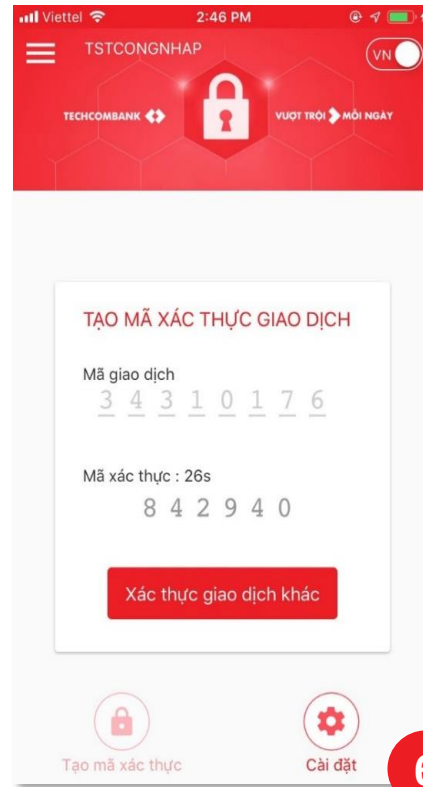 Viettel 2:46 PM
TSTCONGNHAP
VN
TECHCOMBANK VƯỢT TRỘI MỖI NGÀY
TẠO MÃ XÁC THỰC GIAO DỊCH
Mã giao dịch
3 4 3 1 0 1 7 6
Mã xác thực : 26s
8 4 2 9 4 0
Xác thực giao dịch khác
Tạo mã xác thực Cài đặt
6